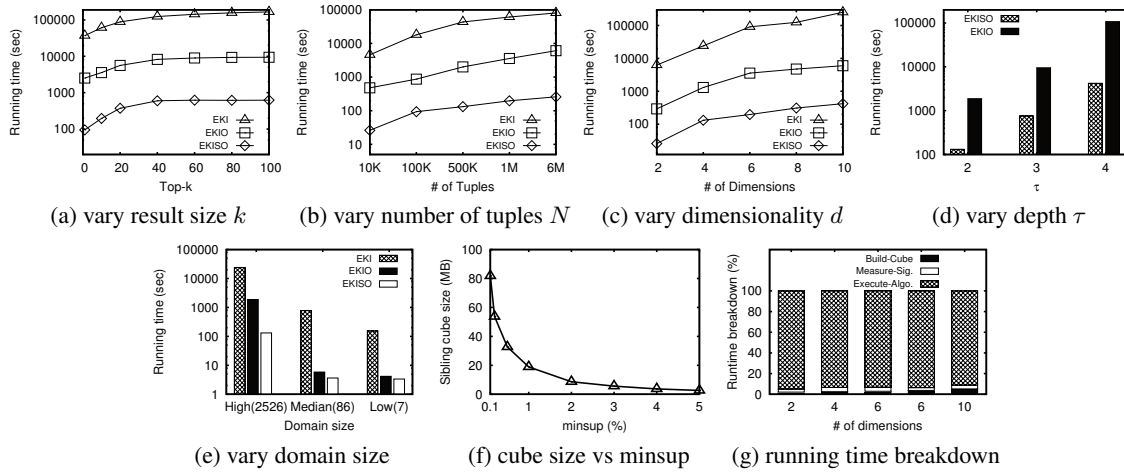 Running time (sec)
100000
10000
1000
100
EKI
EKIO
EKISO
0 10 20 40 60 80 100
Top-k
(a) vary result size k
Running time (sec)
100000
10000
1000
100
10
EKI
EKIO
EKISO
10K 100K 500K 1M 6M
# of Tuples
(b) vary number of tuples N
Running time (sec)
100000
10000
1000
100
EKI
EKIO
EKISO
2 4 6 8 10
# of Dimensions
(c) vary dimensionality d
Running time (sec)
100000
10000
1000
100
EKISO
EKIO
2 3 4
τ
(d) vary depth τ
Running time (sec)
100000
10000
1000
100
10
1
EKI
EKIO
EKISO
High(2526) Median(86) Low(7)
Domain size
(e) vary domain size
Sibling cube size (MB)
100
80
60
40
20
0
0.1 1 2 3 4 5
minsup (%)
(f) cube size vs minsup
Runtime breakdown (%)
Build-Cube
Measure-Sig.
Execute-Algo.
100
80
60
40
20
0
2 4 6 6 10
# of dimensions
(g) running time breakdown